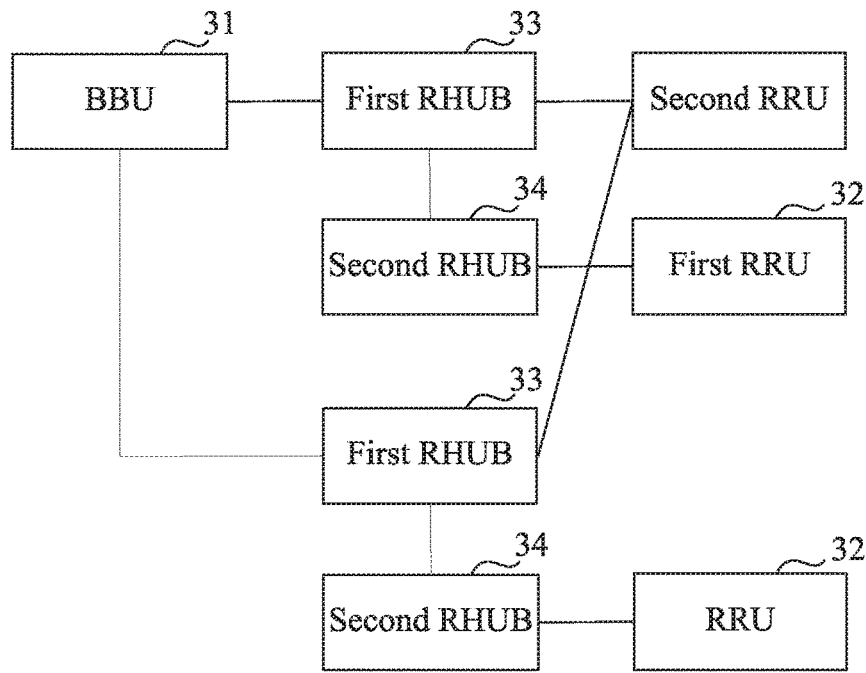 31
33
BBU
First RHUB
Second RRU
34
32
Second RHUB
First RRU
33
First RHUB
34
32
Second RHUB
RRU